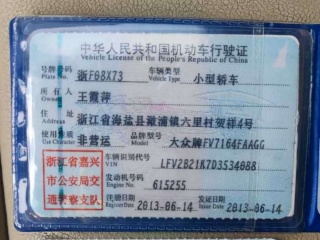 中华人民共和国机动车行驶证
Vehicle License of the People's Republic of China
号牌号码 浙F08X73 车辆类型 小型轿车
Plate No. Vehicle Type
所有人 王霞萍
Owner
住址 浙江省海盐县澉浦镇六里村贺祥4号
Address
使用性质 非营运 品牌型号 大众牌FV7164FAAGG
Use Character Model
浙江省嘉兴
市公安局交
通警察支队
车辆识别代号 LFV2B21K7D3534088
VIN
发动机号码 615255
Engine No.
注册日期 2013-06-14 发证日期 2013-06-14
Register Date Issue Date